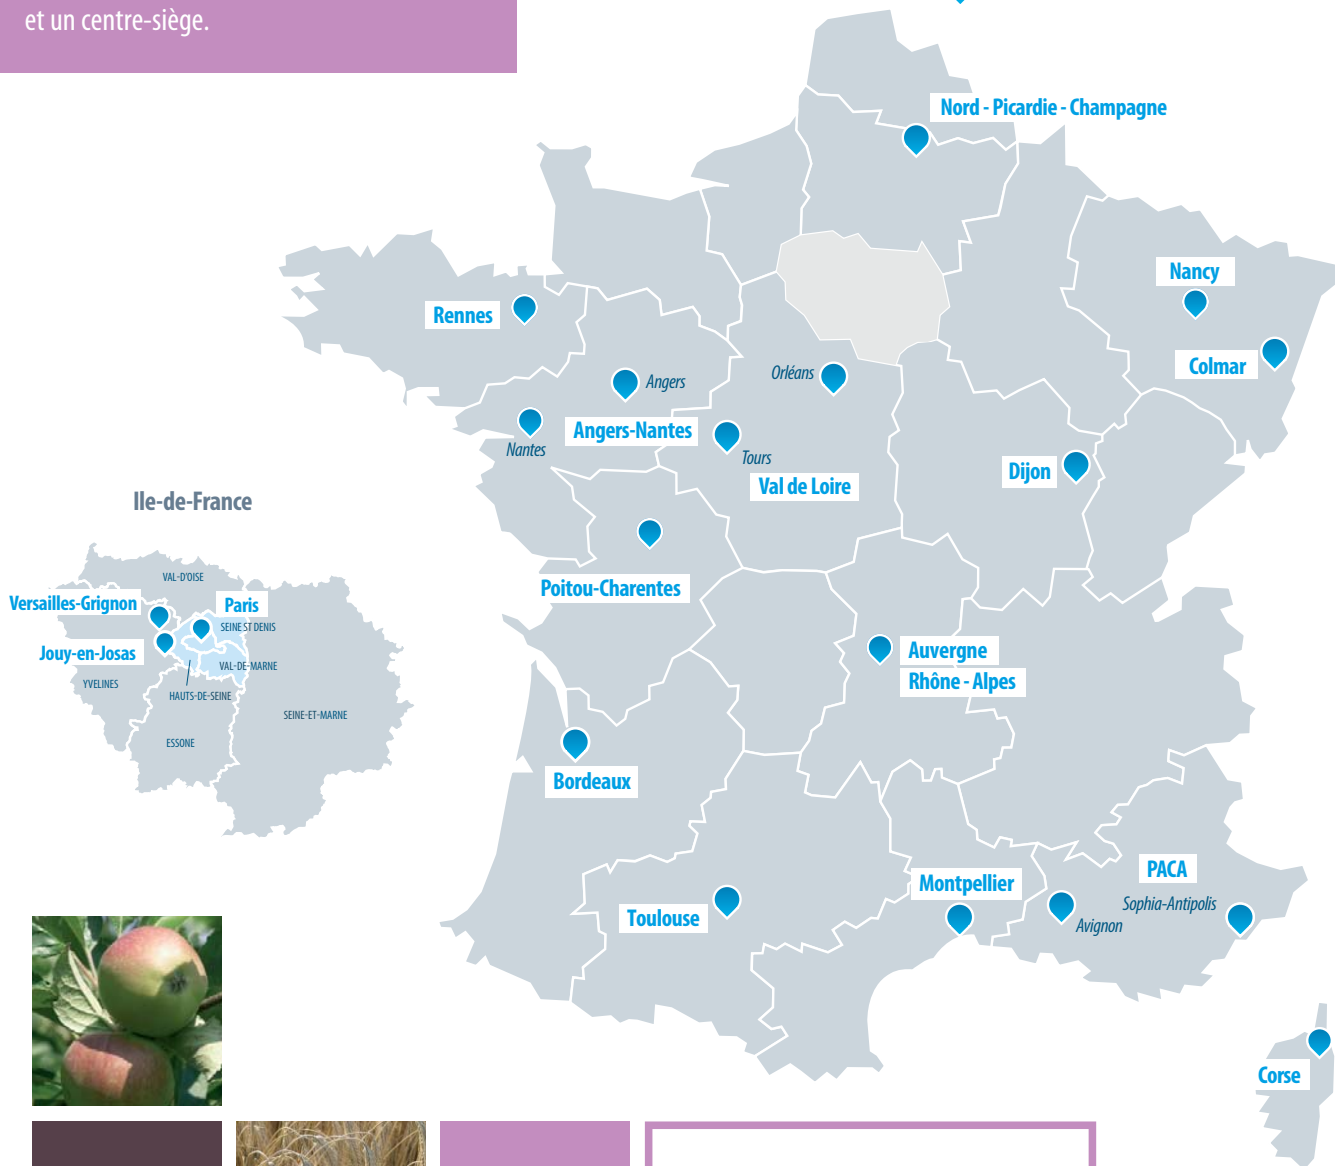 et un centre-siège.
Nord - Picardie - Champagne
Nancy
Rennes
Colmar
Orléans
Angers
Angers-Nantes
Nantes
Tours
Val de Loire
Dijon
Ile-de-France
VAL-D'OISE
Versailles-Grignon
Paris
SEINE ST DENIS
Jouy-en-Josas
VAL-DE-MARNE
YVELINES
HAUTS-DE-SEINE
SEINE-ET-MARNE
ESSONE
Poitou-Charentes
Auvergne
Rhône - Alpes
Bordeaux
PACA
Montpellier
Sophia-Antipolis
Toulouse
Avignon
Corse